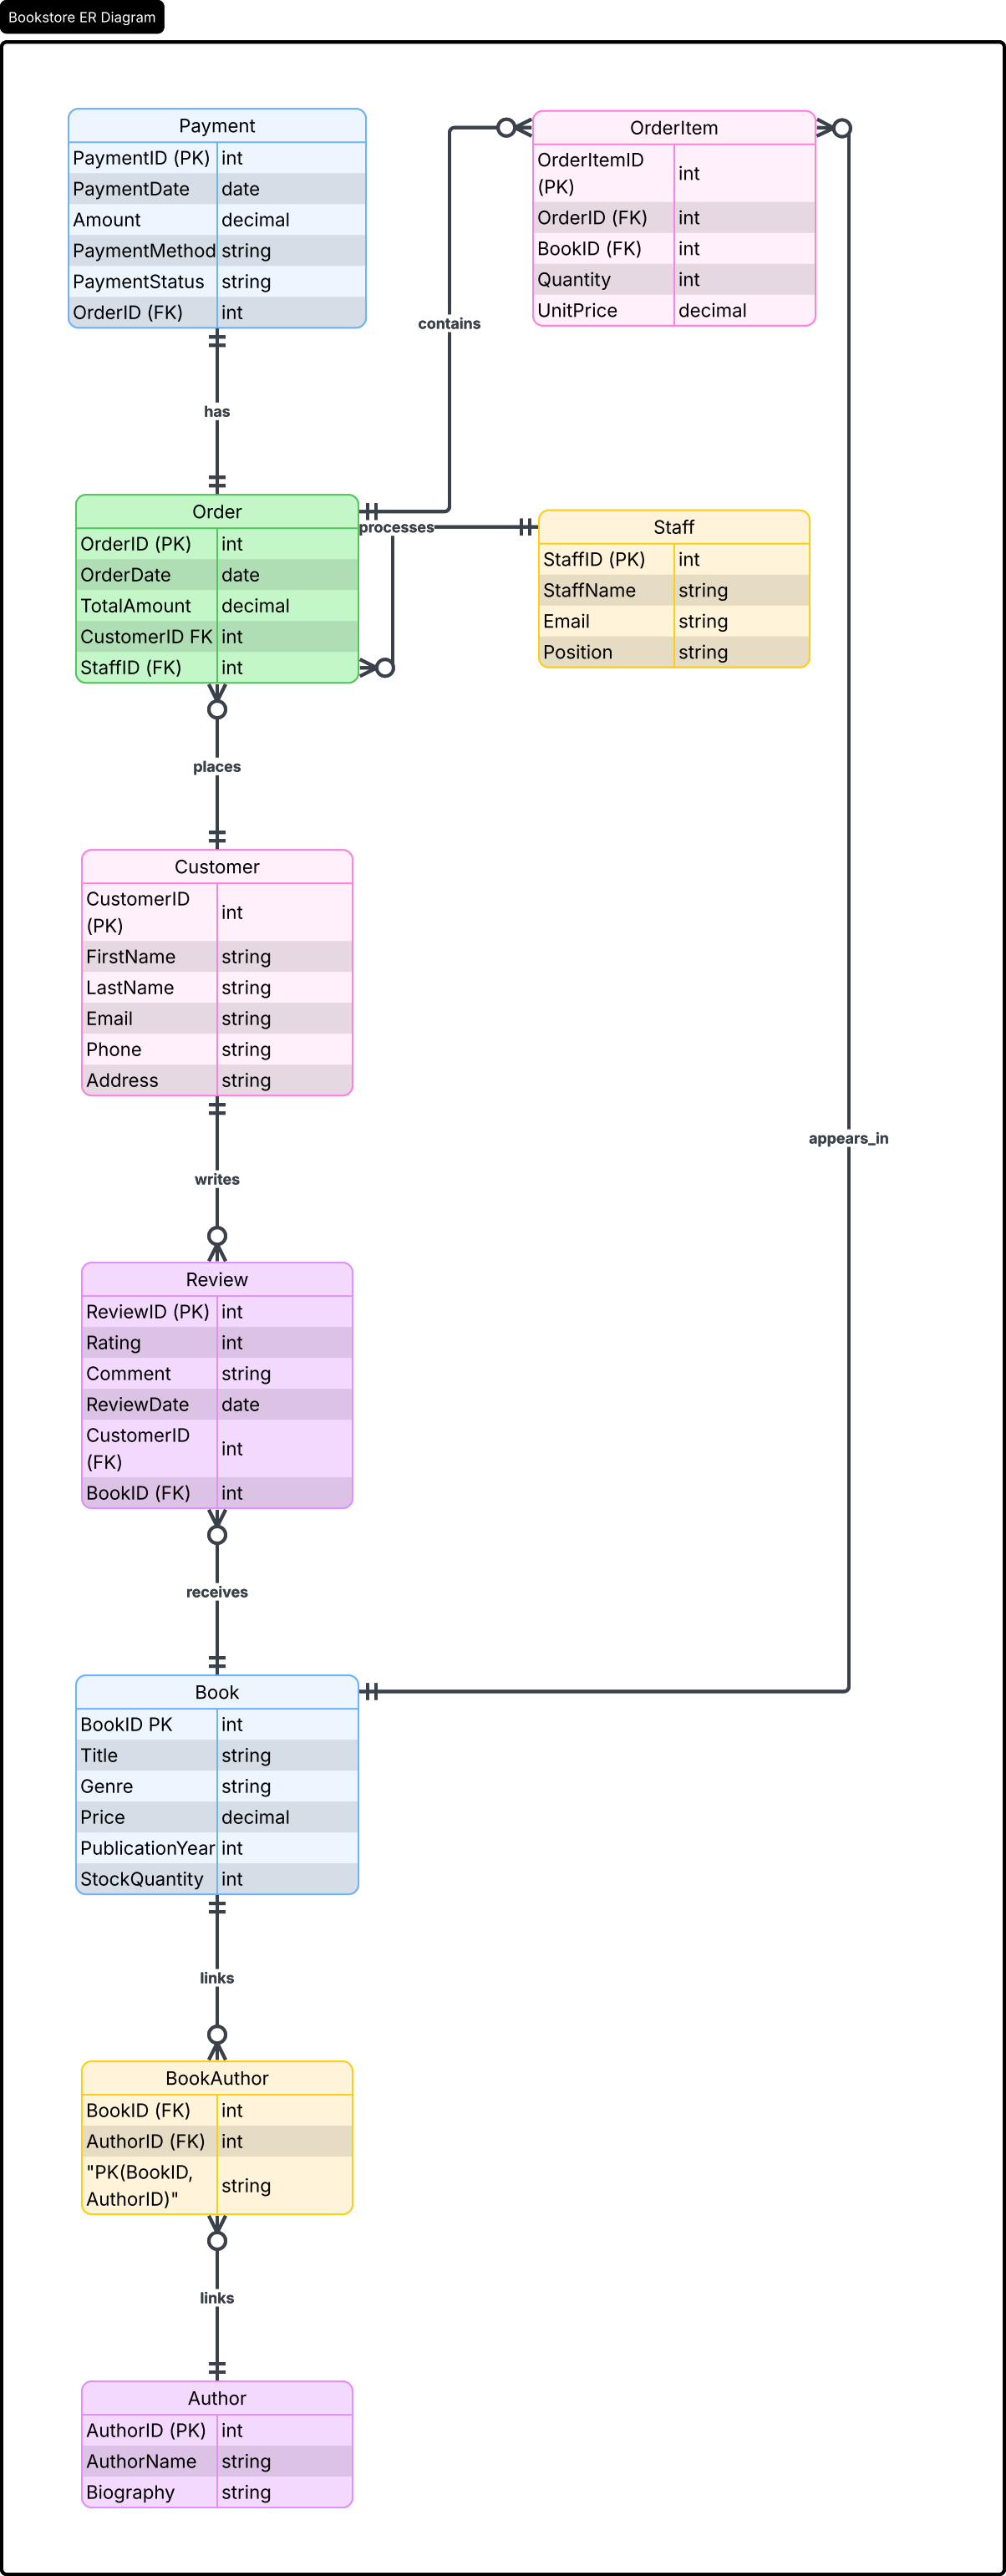 Bookstore ER Diagram
Payment
PaymentID (PK) int
PaymentDate date
Amount decimal
PaymentMethod string
PaymentStatus string
OrderID (FK) int
OrderItem
OrderItemID
(PK)
int
OrderID (FK) int
BookID (FK) int
Quantity int
UnitPrice decimal
contains
has
Order
OrderID (PK) int
OrderDate date
TotalAmount decimal
CustomerID FK int
StaffID (FK) int
processes
Staff
StaffID (PK) int
StaffName string
Email string
Position string
places
Customer
CustomerID
(PK)
int
FirstName string
LastName string
Email string
Phone string
Address string
appears_in
writes
Review
ReviewID (PK) int
Rating int
Comment string
ReviewDate date
CustomerID
(FK)
int
BookID (FK) int
receives
Book
BookID PK int
Title string
Genre string
Price decimal
PublicationYear int
StockQuantity int
links
BookAuthor
BookID (FK) int
AuthorID (FK) int
"PK(BookID,
AuthorID)"
string
links
Author
AuthorID (PK) int
AuthorName string
Biography string